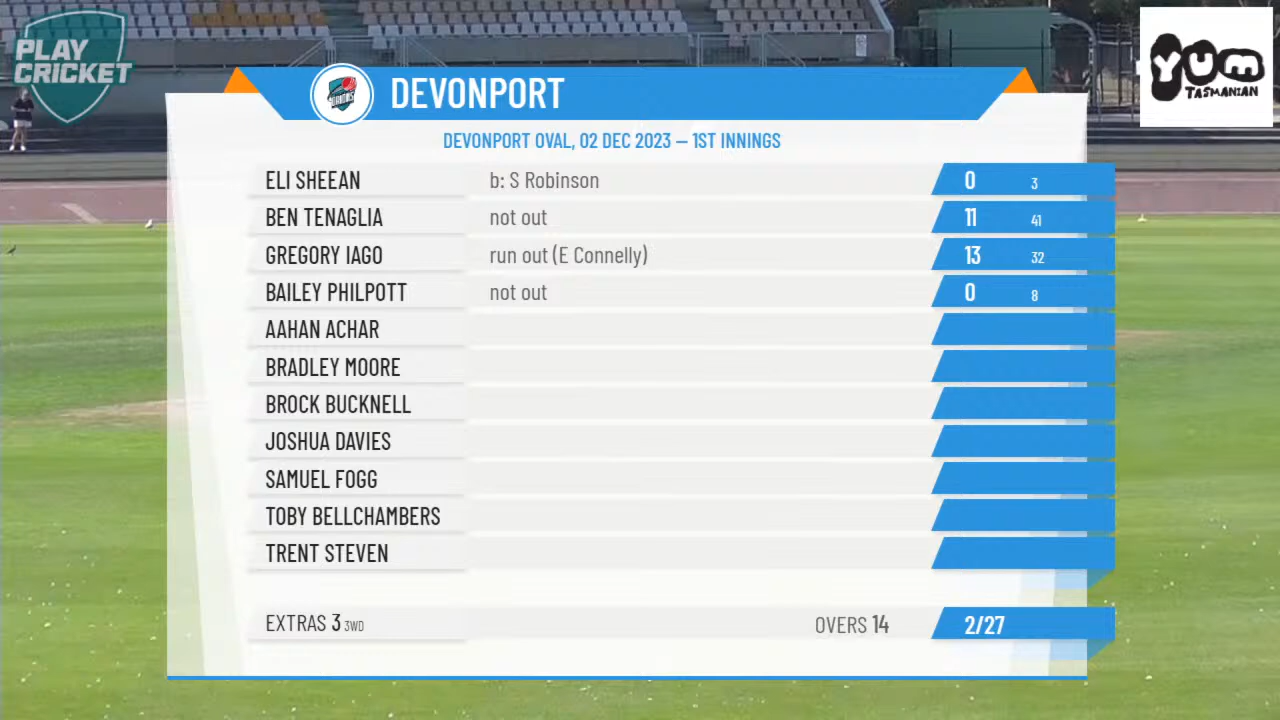 PLAY
CRICKET
YUM
TASMANIAN
DEVONPORT
DEVONPORT OVAL, 02 DEC 2023 – 1ST INNINGS
ELI SHEEAN b: S Robinson 0 3
BEN TENAGLIA not out 11 41
GREGORY IAGO run out (E Connelly) 13 32
BAILEY PHILPOTT not out 0 8
AAHAN ACHAR
BRADLEY MOORE
BROCK BUCKNELL
JOSHUA DAVIES
SAMUEL FOGG
TOBY BELLCHAMBERS
TRENT STEVEN
EXTRAS 3 3WD OVERS 14 2/27